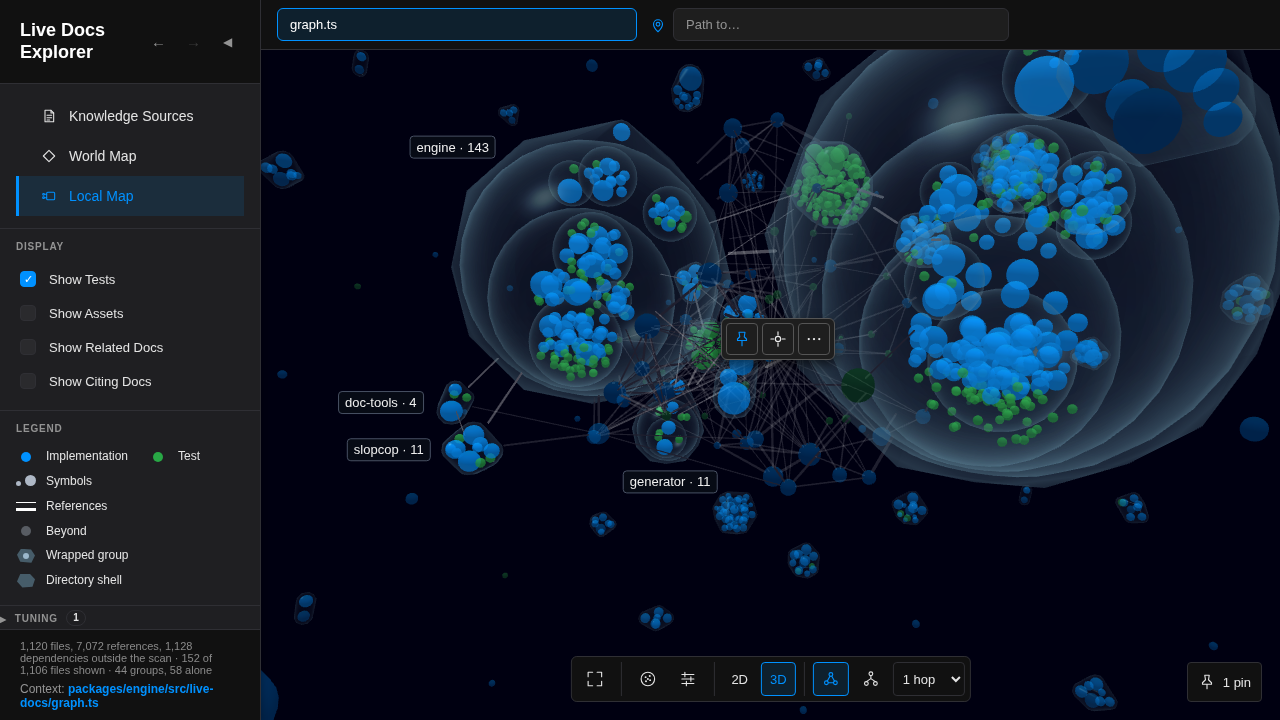 Live Docs
Explorer
← → ◀
graph.ts
Path to…
Knowledge Sources
World Map
Local Map
DISPLAY
Show Tests
Show Assets
Show Related Docs
Show Citing Docs
LEGEND
Implementation
Test
Symbols
References
Beyond
Wrapped group
Directory shell
TUNING 1
1,120 files, 7,072 references, 1,128
dependencies outside the scan · 152 of
1,106 files shown · 44 groups, 58 alone
Context: packages/engine/src/live-
docs/graph.ts
engine · 143
doc-tools · 4
slopcop · 11
generator · 11
2D
3D
1 hop
1 pin